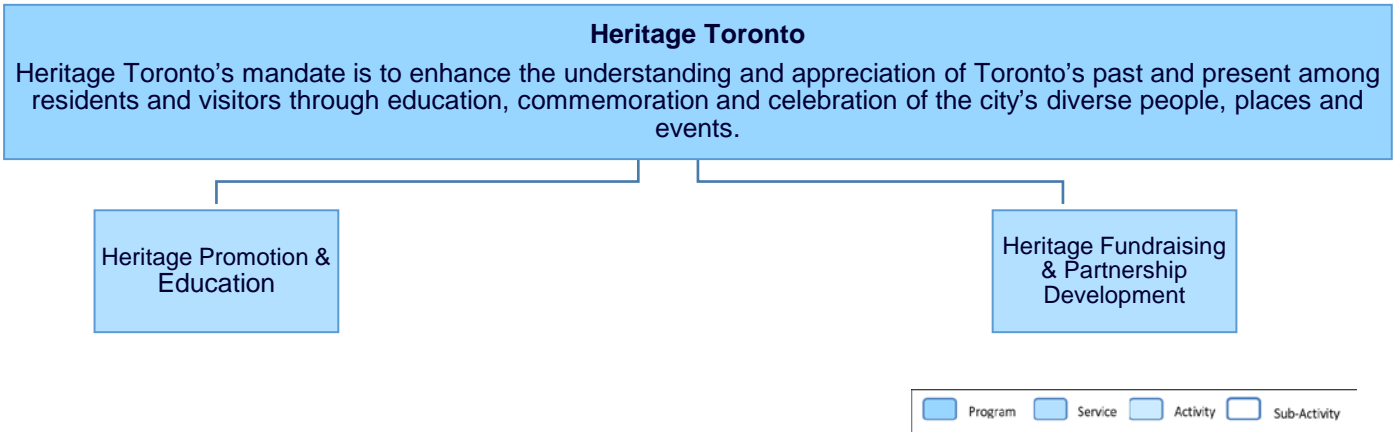 Heritage Toronto
Heritage Toronto’s mandate is to enhance the understanding and appreciation of Toronto’s past and present among
residents and visitors through education, commemoration and celebration of the city’s diverse people, places and
events.
Heritage Promotion &
Education
Heritage Fundraising
& Partnership
Development
Program Service Activity Sub-Activity